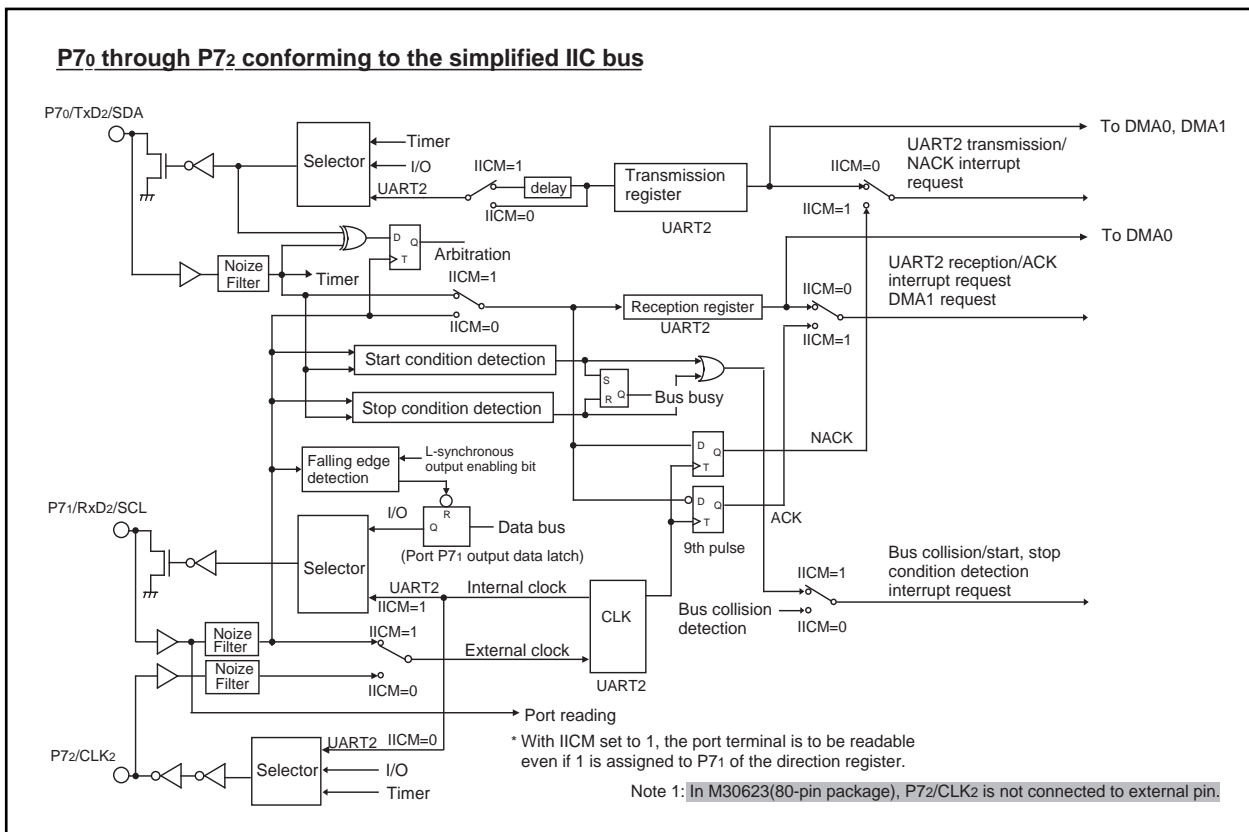 P70 through P72 conforming to the simplified IIC bus
P70/TxD2/SDA
Timer
I/O
UART2
Selector
IICM=1
delay
IICM=0
Transmission
register
UART2
To DMA0, DMA1
UART2 transmission/
NACK interrupt
request
IICM=0
IICM=1
D
Q
T
Arbitration
Noize
Filter
Timer
IICM=1
IICM=0
Reception register
UART2
To DMA0
UART2 reception/ACK
interrupt request
DMA1 request
IICM=0
IICM=1
Start condition detection
Stop condition detection
S
R
Q
Bus busy
NACK
D
Q
T
D
Q
T
ACK
9th pulse
Falling edge
detection
L-synchronous
output enabling bit
P71/RxD2/SCL
I/O
R
Q
Data bus
(Port P71 output data latch)
Selector
UART2
IICM=1
Internal clock
CLK
UART2
External clock
Bus collision/start, stop
condition detection
interrupt request
IICM=1
Bus collision
detection
IICM=0
Noize
Filter
IICM=1
Noize
Filter
IICM=0
Port reading
* With IICM set to 1, the port terminal is to be readable
even if 1 is assigned to P71 of the direction register.
P72/CLK2
Selector
UART2
IICM=0
I/O
Timer
Note 1: In M30623(80-pin package), P72/CLK2 is not connected to external pin.